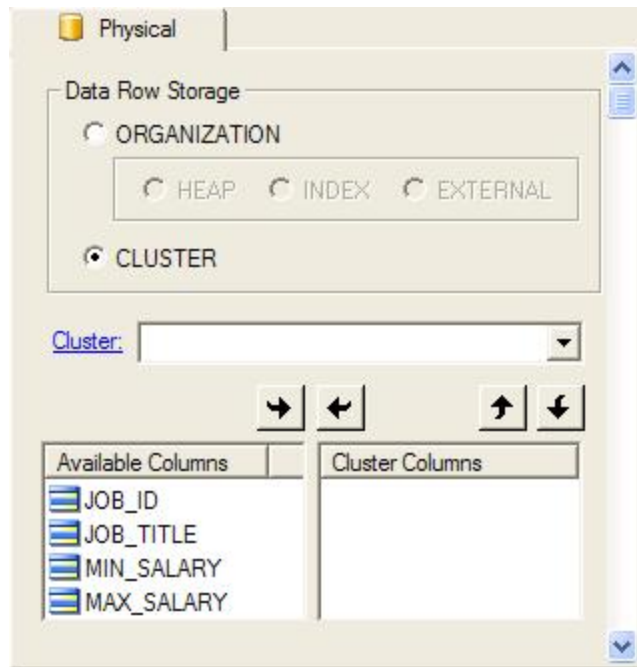 Physical
Data Row Storage
ORGANIZATION
HEAP INDEX EXTERNAL
CLUSTER
Cluster:
Available Columns Cluster Columns
JOB_ID
JOB_TITLE
MIN_SALARY
MAX_SALARY